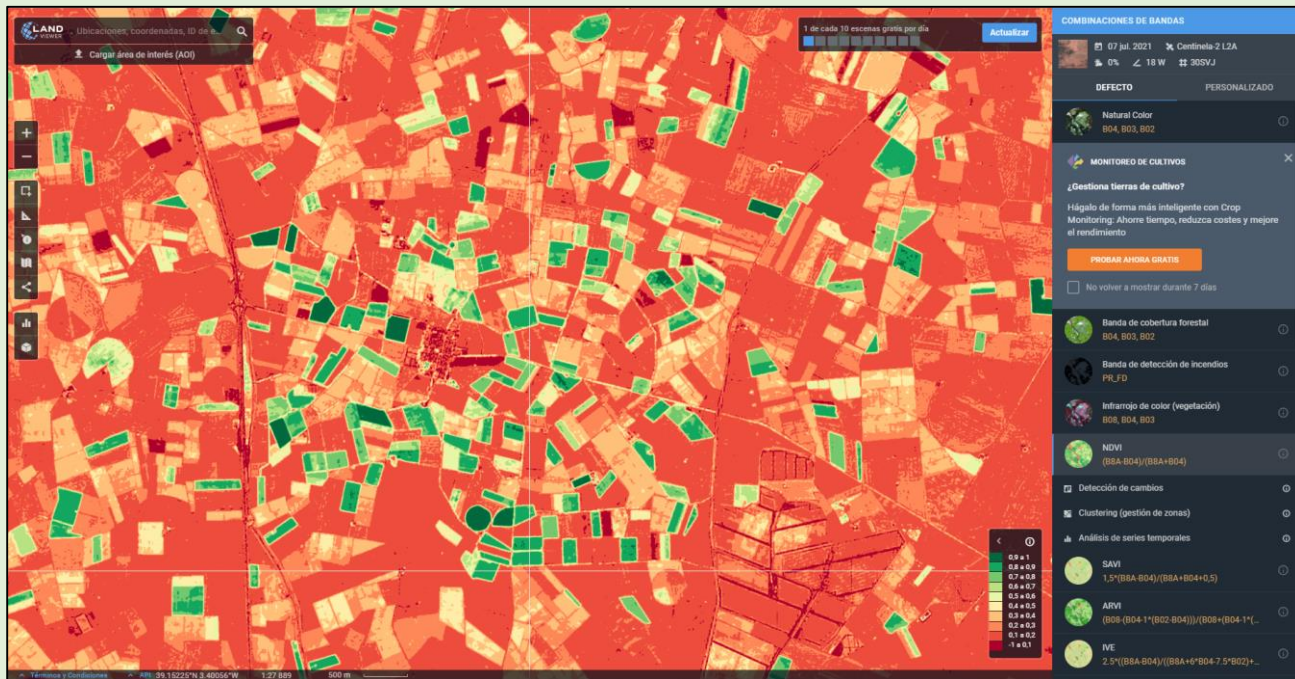 LAND
VIEWER
Ubicaciones, coordenadas, ID de e...
Cargar área de interés (AOI)
1 de cada 10 escenas gratis por día
Actualizar
COMBINACIONES DE BANDAS
07 jul. 2021 Centinela-2 L2A
0% 18 W 30SVJ
DEFECTO PERSONALIZADO
Natural Color
B04, B03, B02
MONITOREO DE CULTIVOS
¿Gestiona tierras de cultivo?
Hágalo de forma más inteligente con Crop
Monitoring: Ahorre tiempo, reduzca costes y mejore
el rendimiento
PROBAR AHORA GRATIS
No volver a mostrar durante 7 días
Banda de cobertura forestal
B04, B03, B02
Banda de detección de incendios
PR_FD
Infrarrojo de color (vegetación)
B08, B04, B03
NDVI
(B8A-B04)/(B8A+B04)
Detección de cambios
Clustering (gestión de zonas)
Análisis de series temporales
SAVI
1,5*(B8A-B04)/(B8A+B04+0,5)
ARVI
(B08-(B04-1*(B02-B04)))/(B08+(B04-1*(...
IVE
2.5*((B8A-B04)/((B8A+6*B04-7.5*B02)+...
0,9 a 1
0,8 a 0,9
0,7 a 0,8
0,6 a 0,7
0,5 a 0,6
0,4 a 0,5
0,3 a 0,4
0,2 a 0,3
0,1 a 0,2
-1 a 0,1
Términos y Condiciones API 39.15225°N 3.40056°W 1:27 889 500 m